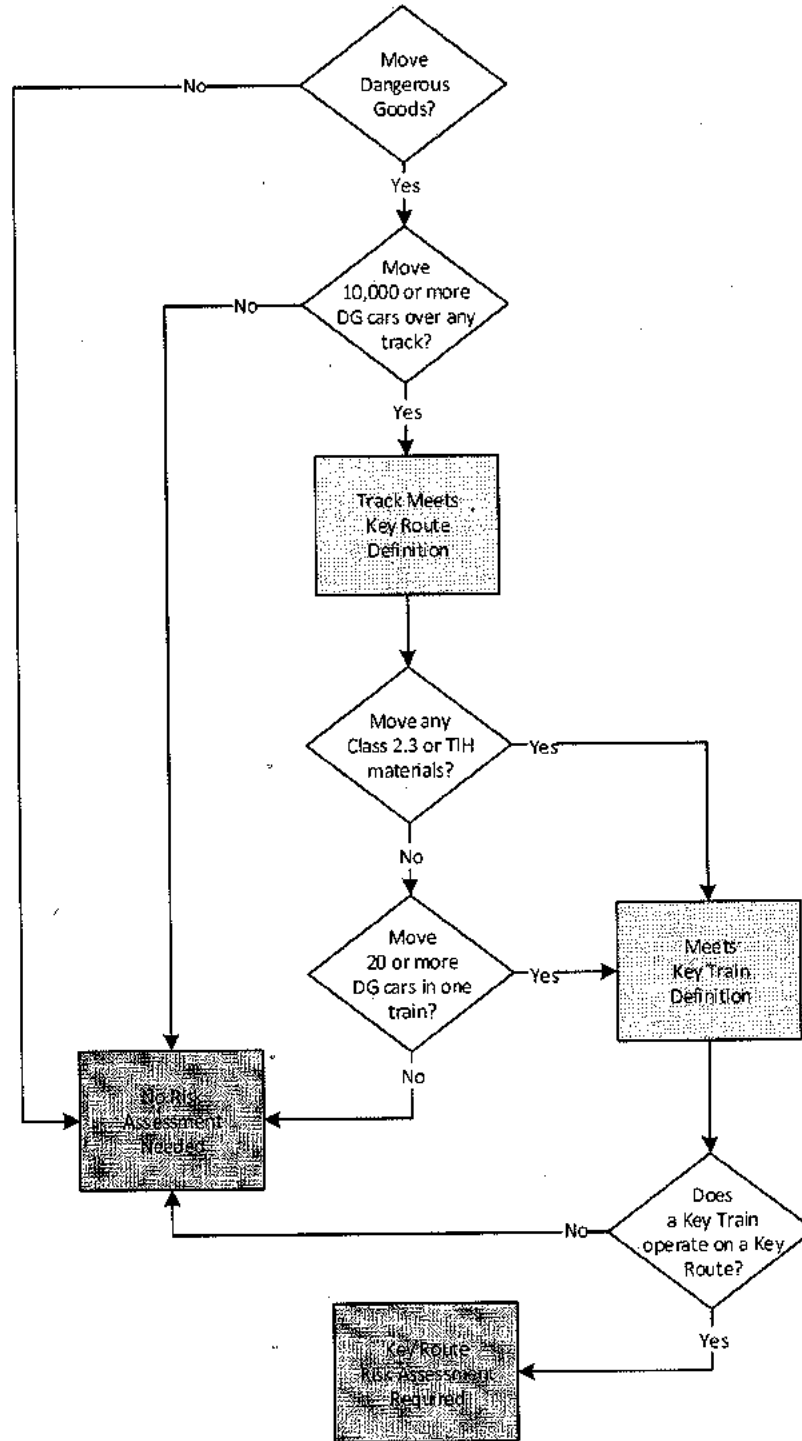 Move
Dangerous
Goods?
No
Yes
Move
10,000 or more
DG cars over any
track?
No
Yes
Track Meets
Key Route
Definition
Move any
Class 2.3 or TIH
materials?
Yes
No
Move
20 or more
DG cars in one
train?
Yes
No
Meets
Key Train
Definition
No Risk
Assessment
Needed
Does
a Key Train
operate on a Key
Route?
No
Yes
Key Route
Risk Assessment
Required